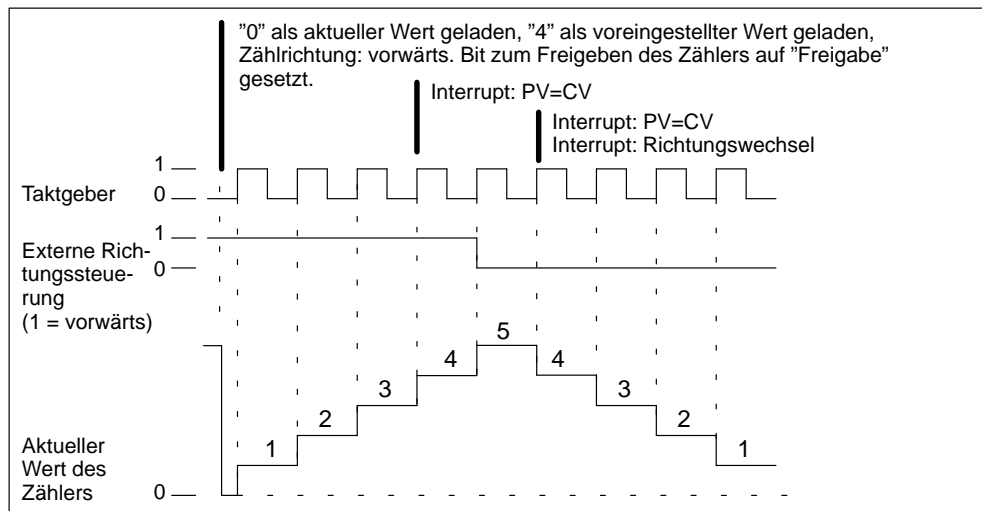 "0" als aktueller Wert geladen, "4" als voreingestellter Wert geladen,
Zählrichtung: vorwärts. Bit zum Freigeben des Zählers auf "Freigabe"
gesetzt.
Interrupt: PV=CV
Interrupt: PV=CV
Interrupt: Richtungswechsel
1
Taktgeber
0
1
Externe Rich-
0
tungssteue-
rung
(1 = vorwärts)
5
4
4
3
3
2
2
1
1
Aktueller
Wert des
Zählers
0